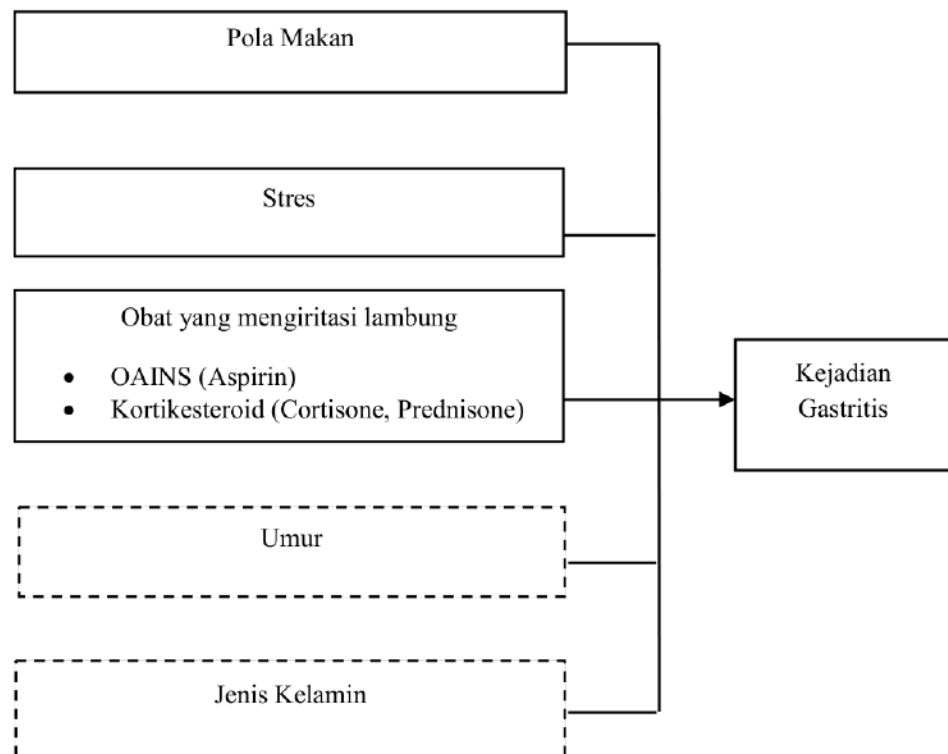 Pola Makan
Stres
Obat yang mengiritasi lambung
• OAINS (Aspirin)
• Kortikesteroid (Cortisone, Prednisone)
Kejadian
Gastritis
Umur
Jenis Kelamin